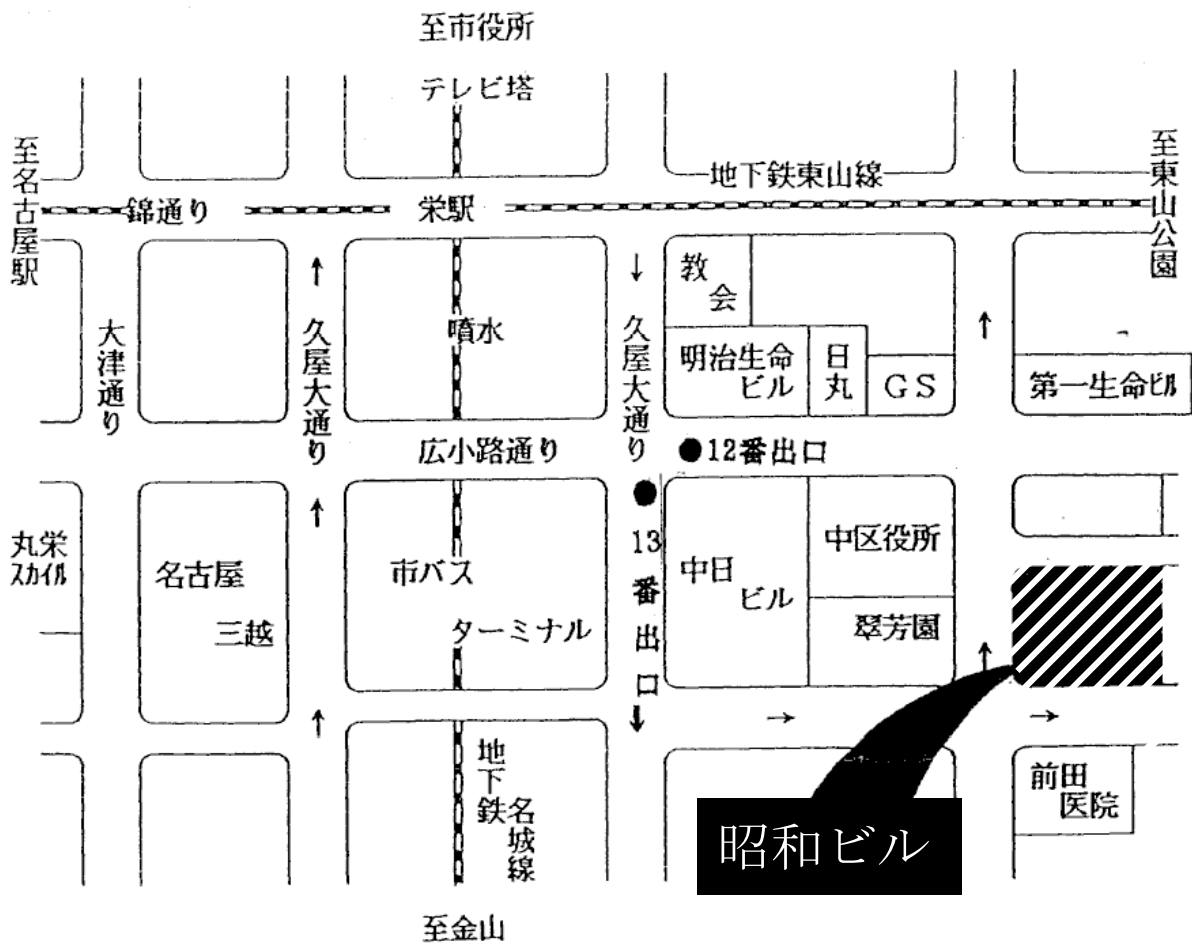 至市役所
テレビ塔
至名古屋駅
至東山公園
地下鉄東山線
錦通り
栄駅
教
会
大津通り
久屋大通り
噴水
久屋大通り
明治生命
ビル
日丸
GS
第一生命ビル
広小路通り
●12番出口
●13番出口
丸栄
スカイル
名古屋
三越
市バス
ターミナル
中日
ビル
中区役所
翠芳園
地下鉄名城線
前田
医院
昭和ビル
至金山